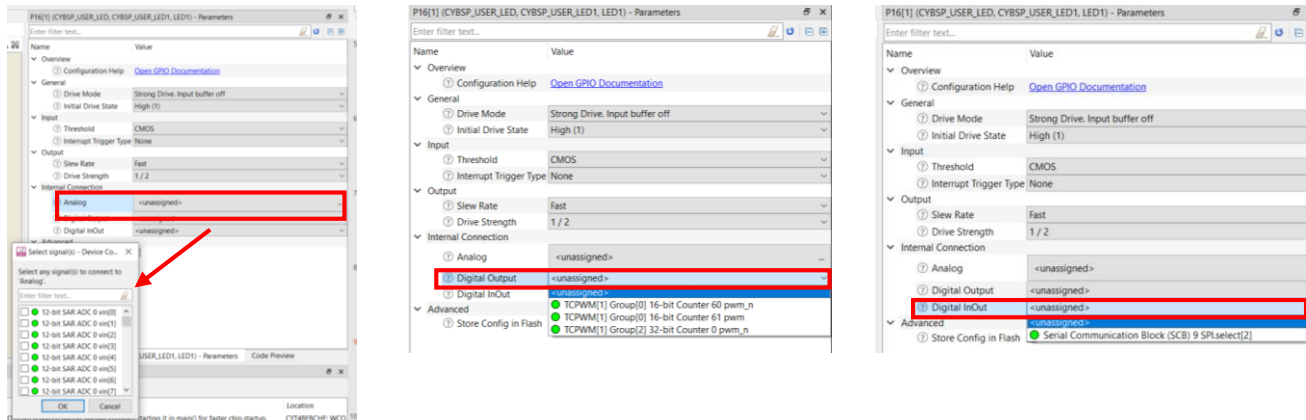 P16[1] (CYBSP_USER_LED, CYBSP_USER_LED1, LED1) - Parameters
Enter filter text...
Name Value
Overview
Configuration Help Open GPIO Documentation
General
Drive Mode Strong Drive. Input buffer off
Initial Drive State High (1)
Input
Threshold CMOS
Interrupt Trigger Type None
Output
Slew Rate Fast
Drive Strength 1 / 2
Internal Connection
Analog <unassigned>
Digital InOut <unassigned>
Advanced
Select signal(s) - Device Co...
Select any signal(s) to connect to
'Analog'.
Enter filter text...
12-bit SAR ADC 0 vin[0]
12-bit SAR ADC 0 vin[1]
12-bit SAR ADC 0 vin[2]
12-bit SAR ADC 0 vin[3]
12-bit SAR ADC 0 vin[4]
12-bit SAR ADC 0 vin[5]
12-bit SAR ADC 0 vin[6]
12-bit SAR ADC 0 vin[7]
OK Cancel
USER_LED1, LED1) - Parameters Code Preview
Location
starting it in main() for faster chip startup.
P16[1] (CYBSP_USER_LED, CYBSP_USER_LED1, LED1) - Parameters
Enter filter text...
Name Value
Overview
Configuration Help Open GPIO Documentation
General
Drive Mode Strong Drive. Input buffer off
Initial Drive State High (1)
Input
Threshold CMOS
Interrupt Trigger Type None
Output
Slew Rate Fast
Drive Strength 1 / 2
Internal Connection
Analog <unassigned> ...
Digital Output <unassigned>
Digital InOut <unassigned>
Advanced TCPWM[1] Group[0] 16-bit Counter 60 pwm_n
TCPWM[1] Group[0] 16-bit Counter 61 pwm
Store Config in Flash TCPWM[1] Group[2] 32-bit Counter 0 pwm_n
P16[1] (CYBSP_USER_LED, CYBSP_USER_LED1, LED1) - Parameters
Enter filter text...
Name Value
Overview
Configuration Help Open GPIO Documentation
General
Drive Mode Strong Drive. Input buffer off
Initial Drive State High (1)
Input
Threshold CMOS
Interrupt Trigger Type None
Output
Slew Rate Fast
Drive Strength 1 / 2
Internal Connection
Analog <unassigned>
Digital Output <unassigned>
Digital InOut <unassigned>
Advanced <unassigned>
Store Config in Flash Serial Communication Block (SCB) 9 SPI.select[2]